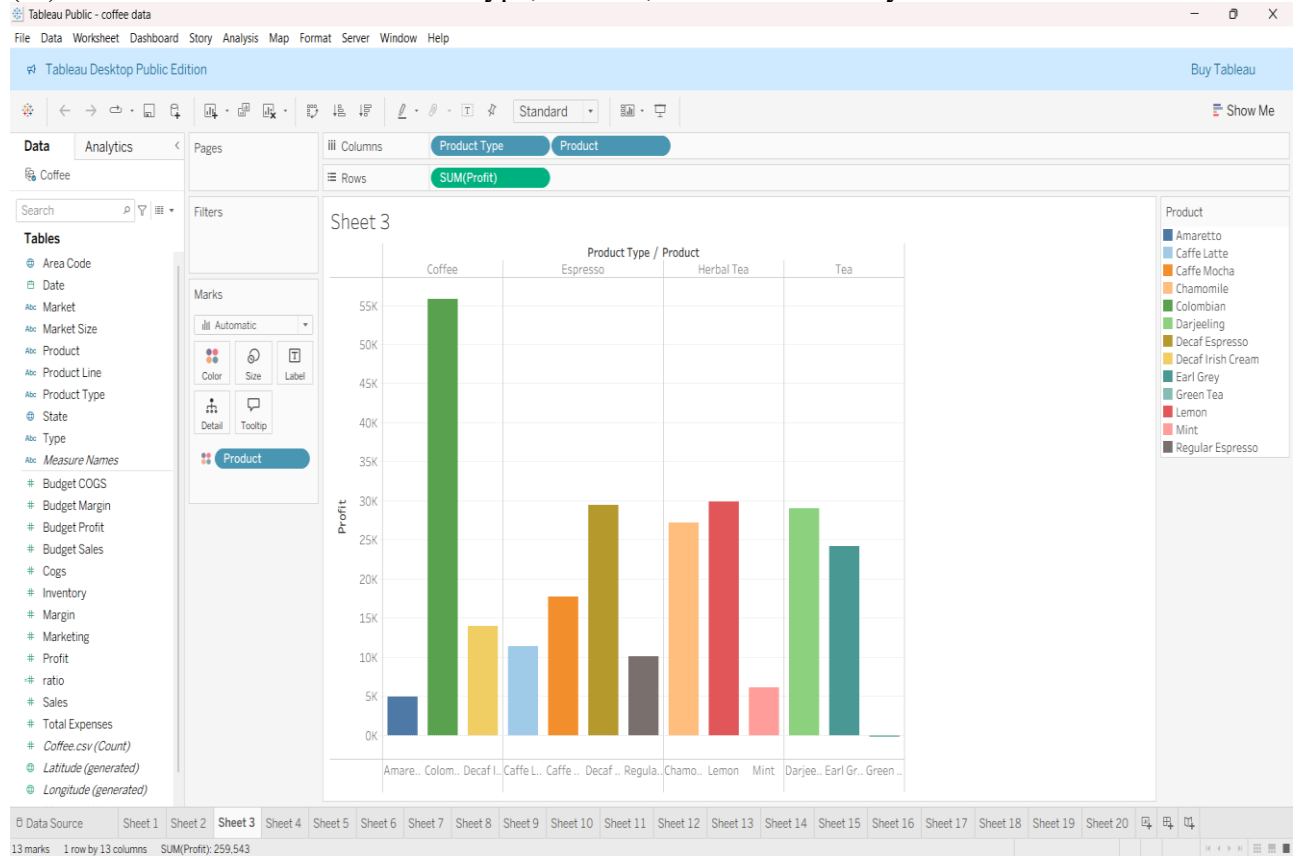 Tableau Public - coffee data
File Data Worksheet Dashboard Story Analysis Map Format Server Window Help
Tableau Desktop Public Edition
Buy Tableau
Standard
Show Me
Data Analytics
Coffee
Search
Tables
Area Code
Date
Abc Market
Abc Market Size
Abc Product
Abc Product Line
Abc Product Type
State
Abc Type
Abc Measure Names
# Budget COGS
# Budget Margin
# Budget Profit
# Budget Sales
# Cogs
# Inventory
# Margin
# Marketing
# Profit
=# ratio
# Sales
# Total Expenses
# Coffee.csv (Count)
Latitude (generated)
Longitude (generated)
Pages
Filters
Marks
Automatic
Color Size Label
Detail Tooltip
Product
Columns Product Type Product
Rows SUM(Profit)
Sheet 3
Product Type / Product
Coffee Espresso Herbal Tea Tea
Profit
55K
50K
45K
40K
35K
30K
25K
20K
15K
10K
5K
0K
Amare.. Colom.. Decaf I.. Caffe L.. Caffe .. Decaf .. Regula.. Chamo.. Lemon Mint Darjee.. Earl Gr.. Green ..
Product
Amaretto
Caffe Latte
Caffe Mocha
Chamomile
Colombian
Darjeeling
Decaf Espresso
Decaf Irish Cream
Earl Grey
Green Tea
Lemon
Mint
Regular Espresso
Data Source Sheet 1 Sheet 2 Sheet 3 Sheet 4 Sheet 5 Sheet 6 Sheet 7 Sheet 8 Sheet 9 Sheet 10 Sheet 11 Sheet 12 Sheet 13 Sheet 14 Sheet 15 Sheet 16 Sheet 17 Sheet 18 Sheet 19 Sheet 20
13 marks 1 row by 13 columns SUM(Profit): 259,543